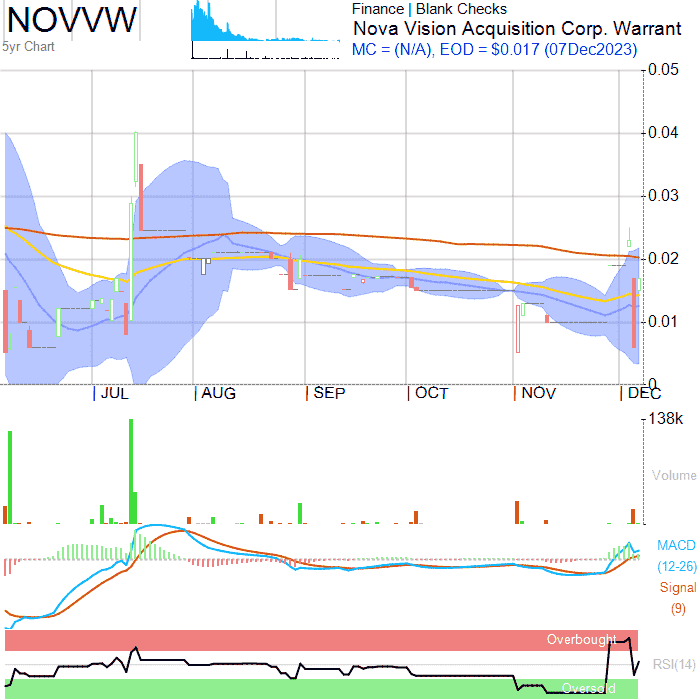 NOVVW
5yr Chart
Finance | Blank Checks
Nova Vision Acquisition Corp. Warrant
MC = (N/A), EOD = $0.017 (07Dec2023)
0.05
0.04
0.03
0.02
0.01
0
JUL AUG SEP OCT NOV DEC
138k
Volume
MACD
(12-26)
Signal
(9)
Overbought
RSI(14)
Oversold